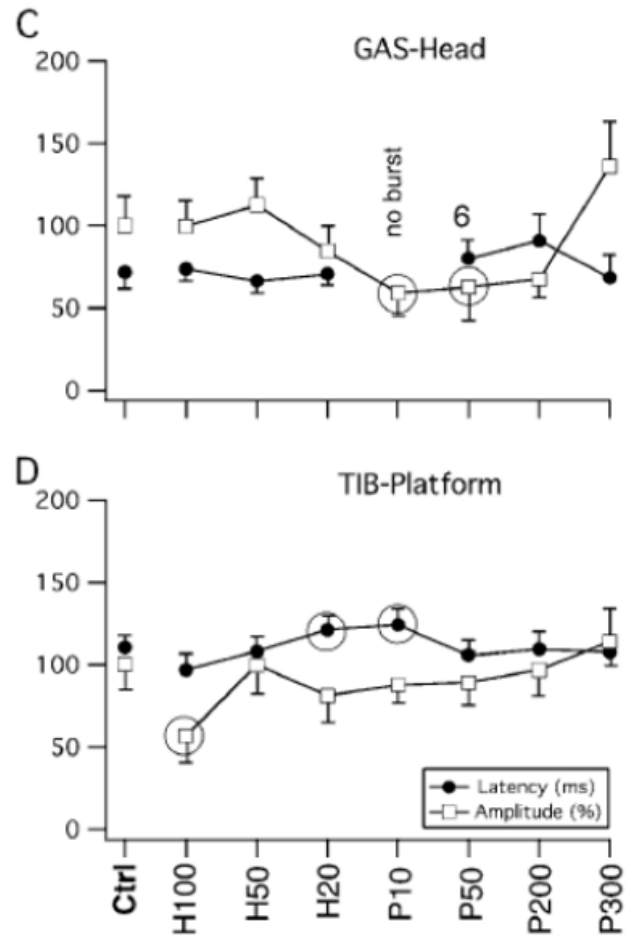 C
GAS-Head
200
150
100
50
0
no burst
6
D
TIB-Platform
200
150
100
50
0
Latency (ms)
Amplitude (%)
Ctrl
H100
H50
H20
P10
P50
P200
P300